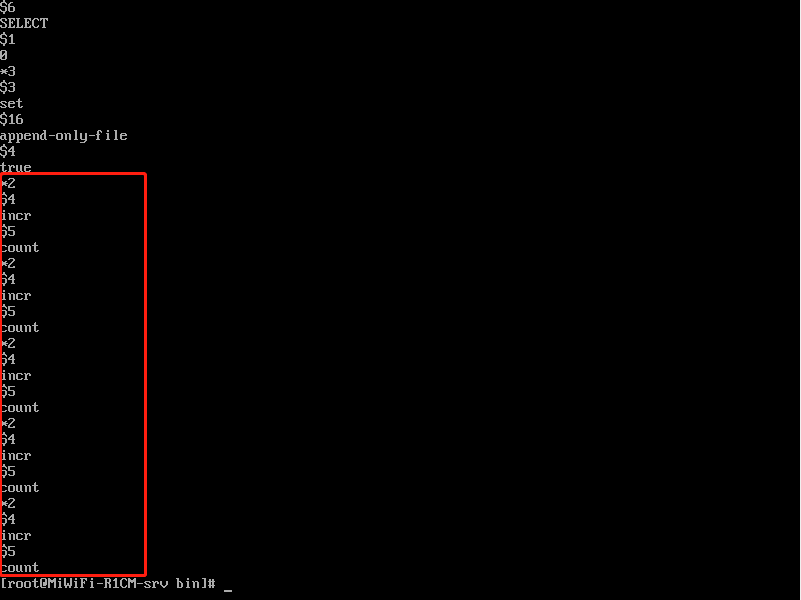 $6
SELECT
$1
0
*3
$3
set
$16
append-only-file
$4
true
*2
$4
incr
$5
count
*2
$4
incr
$5
count
*2
$4
incr
$5
count
*2
$4
incr
$5
count
*2
$4
incr
$5
count
[root@MiWiFi-R1CM-srv bin]# _